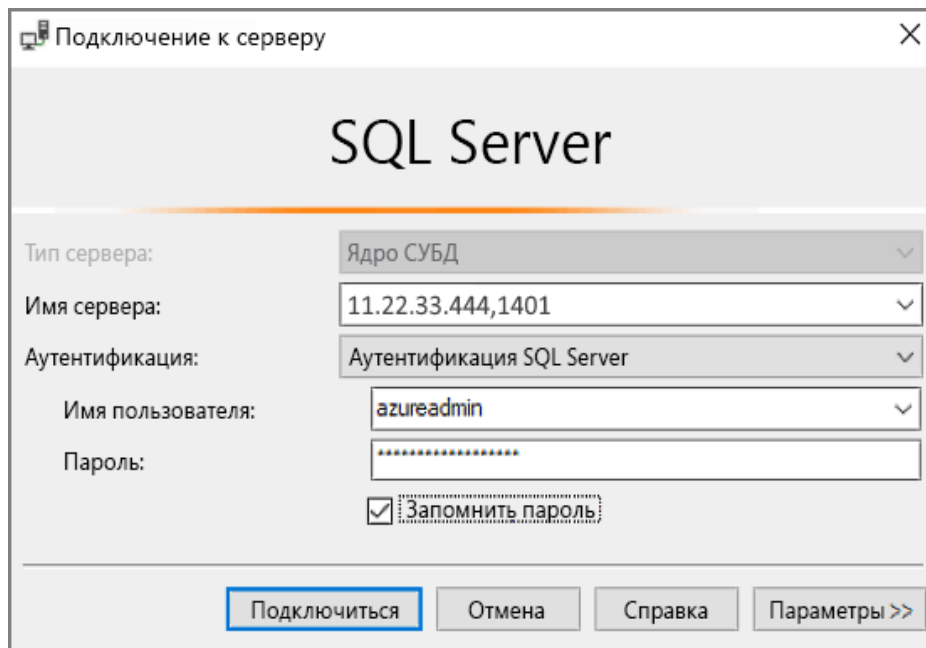 Подключение к серверу
SQL Server
Тип сервера: Ядро СУБД
Имя сервера: 11.22.33.444,1401
Аутентификация: Аутентификация SQL Server
Имя пользователя: azureadmin
Пароль: ******************
Запомнить пароль
Подключиться Отмена Справка Параметры >>